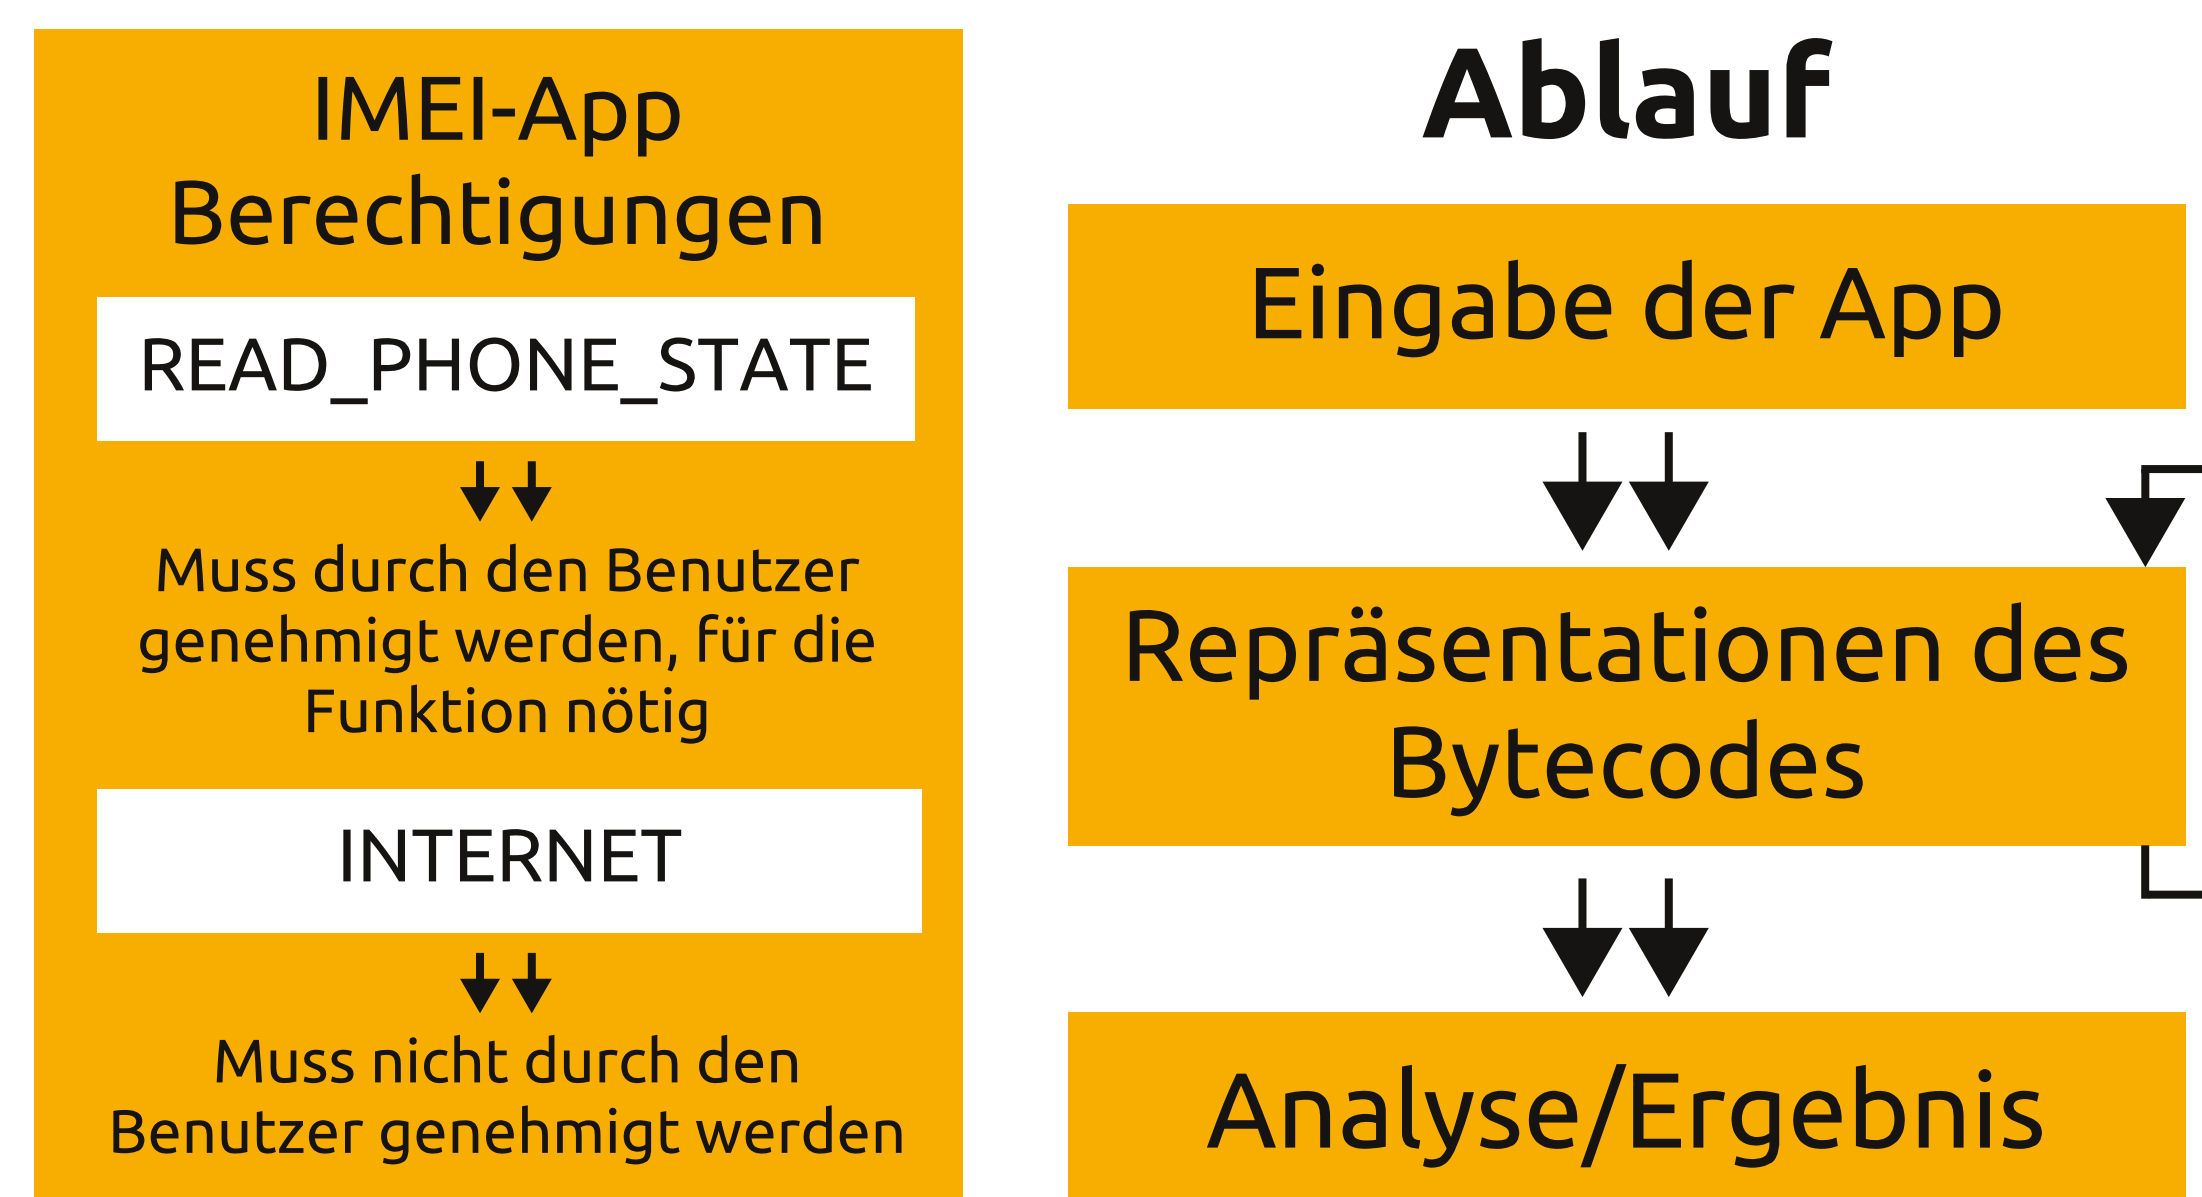 IMEI-App
Berechtigungen
READ_PHONE_STATE
Muss durch den Benutzer
genehmigt werden, für die
Funktion nötig
INTERNET
Muss nicht durch den
Benutzer genehmigt werden
Ablauf
Eingabe der App
Repräsentationen des
Bytecodes
Analyse/Ergebnis